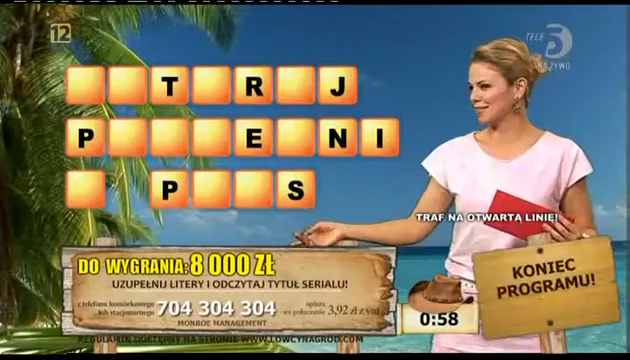 12
TELE 5
NA ŻYWO
T R J
P E N I
P S
TRAF NA OTWARTĄ LINIĘ!
DO WYGRANIA: 8 000 ZŁ
UZUPEŁNIJ LITERY I ODCZYTAJ TYTUŁ SERIALU!
z telefonu komórkowego
lub stacjonarnego
704 304 304
opłata
za połączenie 3,92 zł z vat
MONROE MANAGEMENT
REGULAMIN DOSTĘPNY NA STRONIE WWW.LOWCYNAGROD.COM
0:58
KONIEC
PROGRAMU!